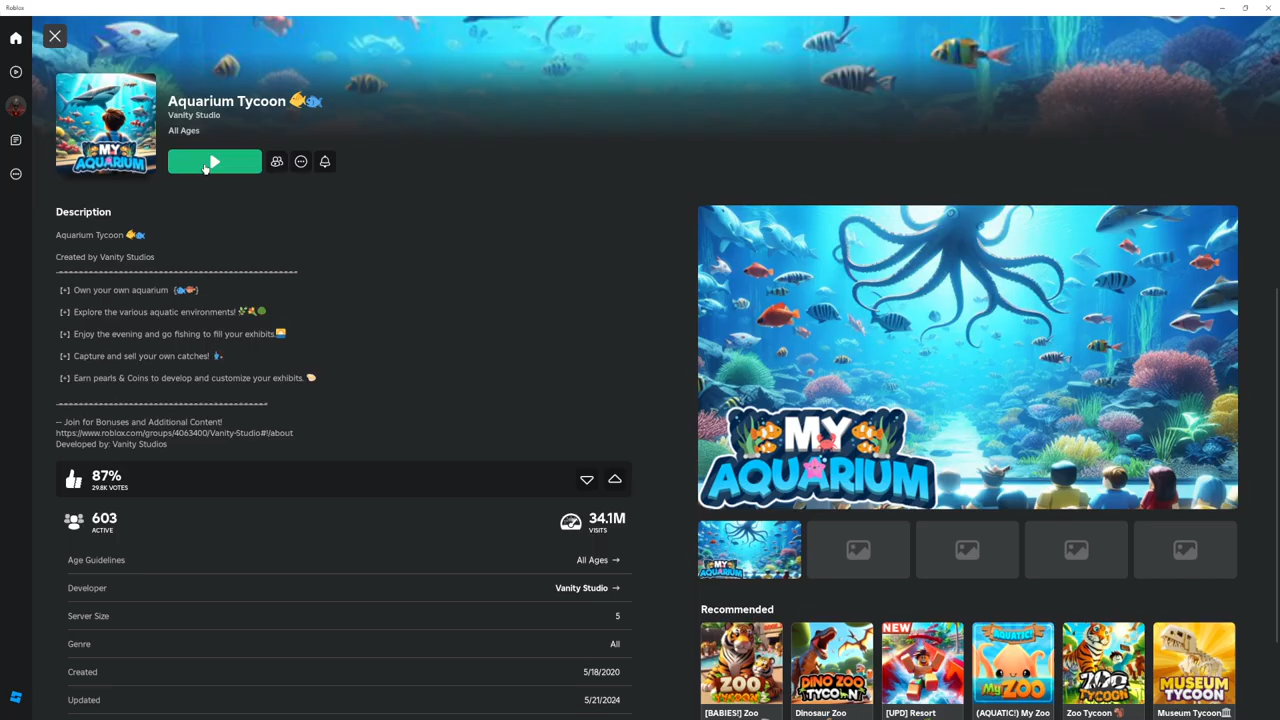 Roblox
Aquarium Tycoon 🐠🐟
Vanity Studio
All Ages
MY
AQUARIUM
Description
Aquarium Tycoon 🐠🐟
Created by Vanity Studios
[+] Own your own aquarium {🐟🦀}
[+] Explore the various aquatic environments! 🌿🍂🟢
[+] Enjoy the evening and go fishing to fill your exhibits🌅
[+] Capture and sell your own catches! 🎣
[+] Earn pearls & Coins to develop and customize your exhibits. 🐚
-- Join for Bonuses and Additional Content!
https://www.roblox.com/groups/4063400/Vanity-Studio#!/about
Developed by: Vanity Studios
87%
29.8K VOTES
603
ACTIVE
34.1M
VISITS
Age Guidelines All Ages →
Developer Vanity Studio →
Server Size 5
Genre All
Created 5/18/2020
Updated 5/21/2024
MY
AQUARIUM
MY
AQUARIUM
Recommended
ZOO
TYCOON
DINO ZOO
TYCOON
NEW
AQUATIC!
My ZOO
ZOO
TYCOON
MUSEUM
TYCOON
[BABIES!] Zoo
Dinosaur Zoo
[UPD] Resort
(AQUATIC!) My Zoo
Zoo Tycoon 🐅
Museum Tycoon🏛️